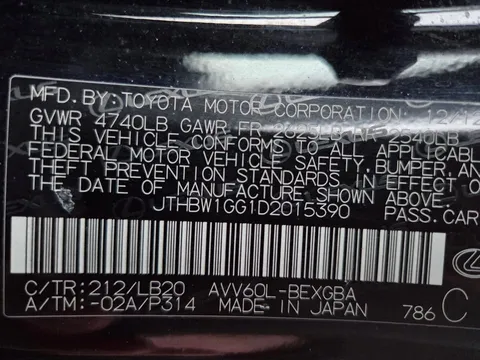 MFD.BY:TOYOTA MOTOR CORPORATION 12/1
GVWR 4740LB GAWR FR
THIS VEHICLE CONFORMS TO ALL APPLICABL
FEDERAL MOTOR VEHICLE SAFETY,BUMPER,AN
THEFT PREVENTION STANDARDS IN EFFECT O
THE DATE OF MANUFACTURE SHOWN ABOVE.
JTHBW1GG1D2015390 PASS.CAR
C/TR:212/LB20 AVV60L-BEXGBA
A/TM:-02A/P314 MADE IN JAPAN 786 C